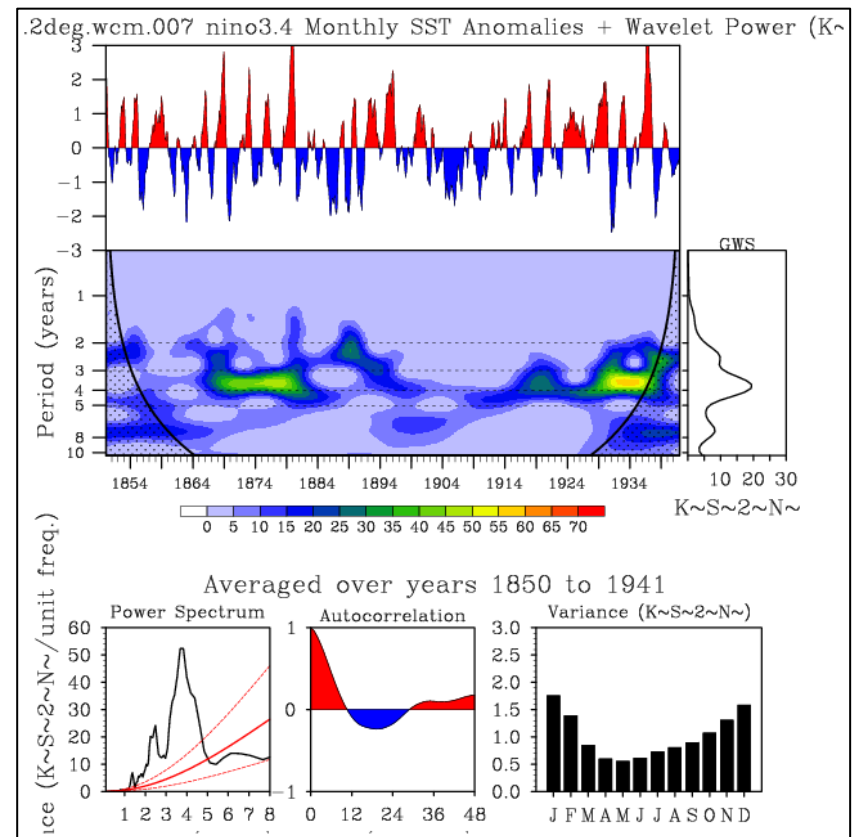 .2deg.wcm.007 nino3.4 Monthly SST Anomalies + Wavelet Power (K~
3
2
1
0
−1
−2
−3
GWS
Period (years)
1
2
3
4
5
8
10
1854 1864 1874 1884 1894 1904 1914 1924 1934
10 20 30
K~S~2~N~
0 5 10 15 20 25 30 35 40 45 50 55 60 65 70
Averaged over years 1850 to 1941
Power Spectrum
60
50
40
30
20
10
0
1 2 3 4 5 6 7 8
(K~S~2~N~/unit freq.)
Autocorrelation
1
0
−1
0 12 24 36 48
Variance (K~S~2~N~)
3.0
2.5
2.0
1.5
1.0
0.5
0.0
J F M A M J J A S O N D